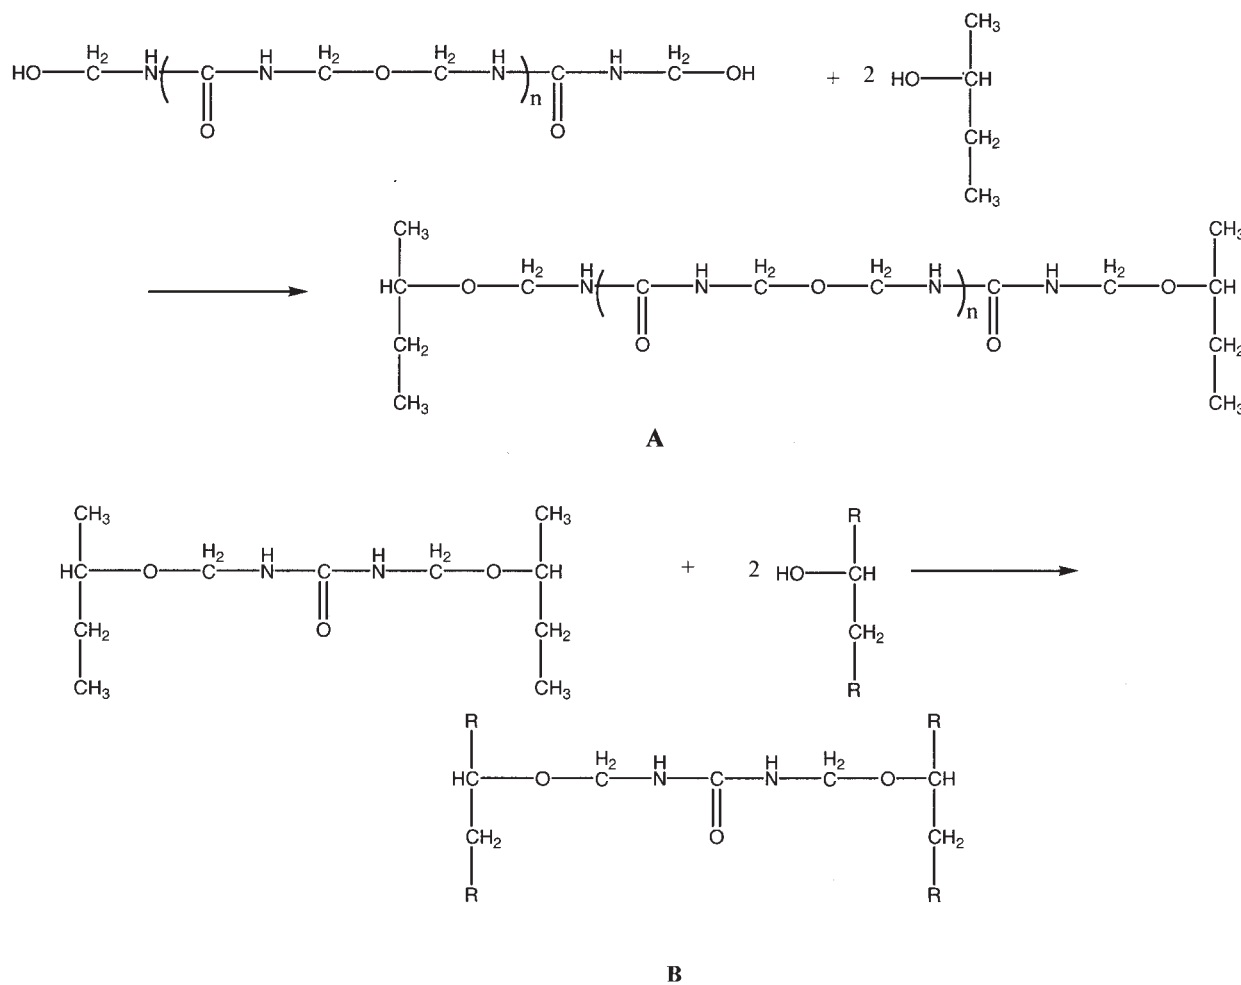 CH3
HO C H2 N H ( C N H C H2 O C H2 N H )n C N H C H2 OH + 2 HO CH
O O CH2
CH3
CH3 CH3
HC O C H2 N H ( C N H C H2 O C H2 N H )n C N H C H2 O CH
CH2 O O CH2
CH3 CH3
A
CH3 CH3 R
HC O C H2 N H C N H C H2 O CH + 2 HO CH
CH2 O CH2 CH2
CH3 CH3 R
R R
HC O C H2 N H C N H C H2 O CH
CH2 O CH2
R R
B